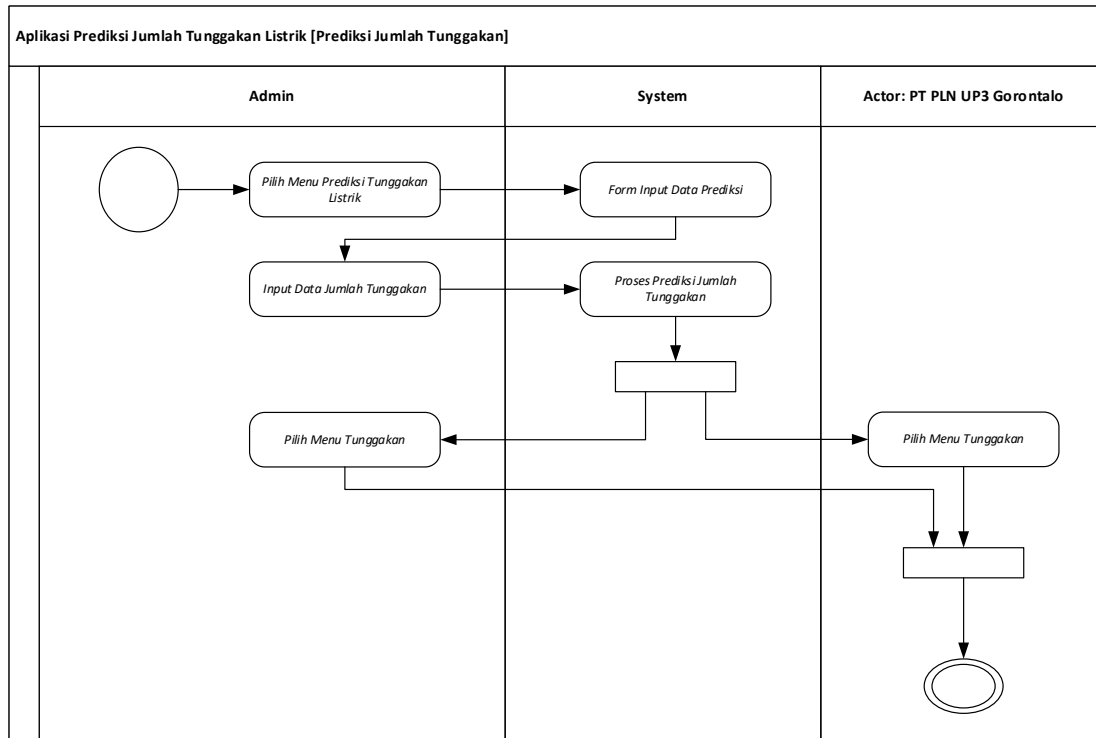 Aplikasi Prediksi Jumlah Tunggakan Listrik [Prediksi Jumlah Tunggakan]
Admin
System
Actor: PT PLN UP3 Gorontalo
Pilih Menu Prediksi Tunggakan
Listrik
Form Input Data Prediksi
Input Data Jumlah Tunggakan
Proses Prediksi Jumlah
Tunggakan
Pilih Menu Tunggakan
Pilih Menu Tunggakan